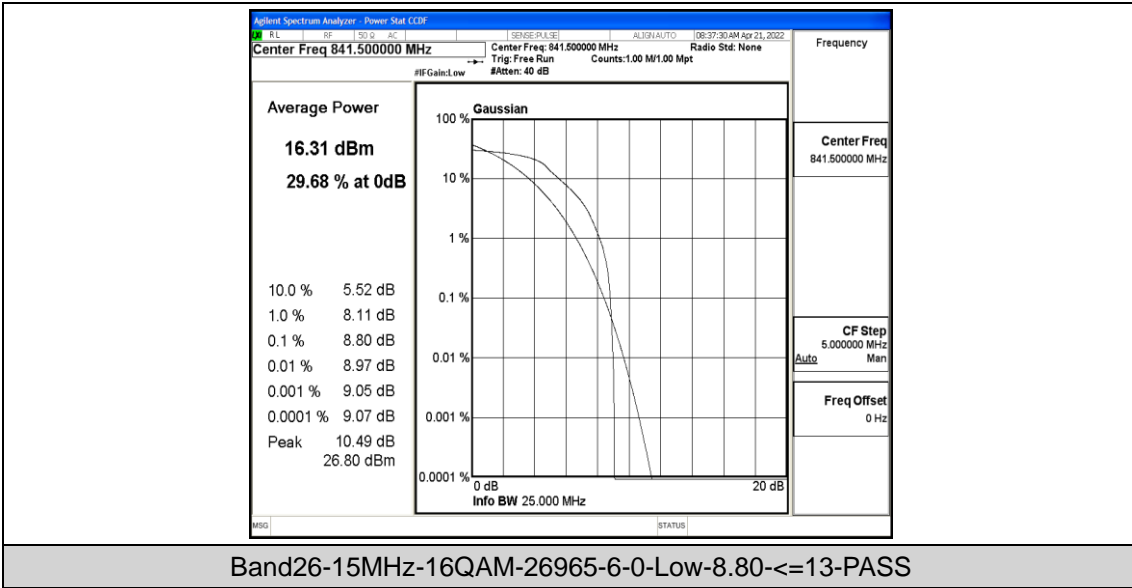 Agilent Spectrum Analyzer - Power Stat CCDF
RL RF 50 Ω AC SENSE:PULSE ALIGN AUTO 08:37:30 AM Apr 21, 2022
Center Freq 841.500000 MHz
Center Freq: 841.500000 MHz Radio Std: None
Trig: Free Run Counts:1.00 M/1.00 Mpt
#IFGain:Low #Atten: 40 dB
Frequency
Average Power
16.31 dBm
29.68 % at 0dB
10.0 % 5.52 dB
1.0 % 8.11 dB
0.1 % 8.80 dB
0.01 % 8.97 dB
0.001 % 9.05 dB
0.0001 % 9.07 dB
Peak 10.49 dB
26.80 dBm
Gaussian
100 %
10 %
1 %
0.1 %
0.01 %
0.001 %
0.0001 %
0 dB 20 dB
Info BW 25.000 MHz
Center Freq
841.500000 MHz
CF Step
5.000000 MHz
Auto Man
Freq Offset
0 Hz
MSG STATUS
Band26-15MHz-16QAM-26965-6-0-Low-8.80-<=13-PASS